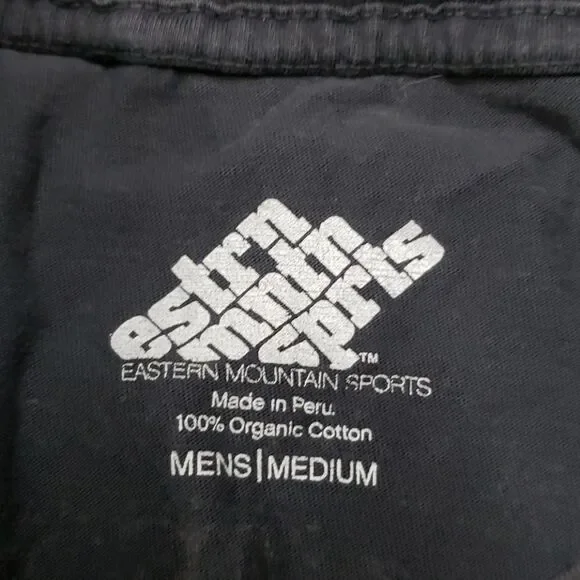 estrn
mntn
sprts™
EASTERN MOUNTAIN SPORTS
Made in Peru.
100% Organic Cotton
MENS|MEDIUM